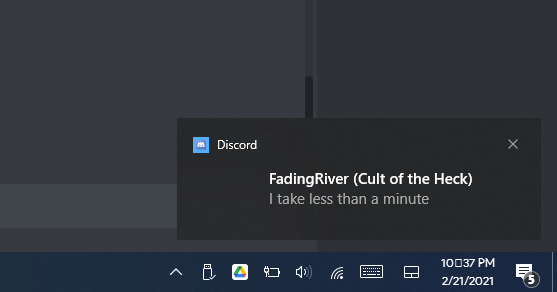 Discord
FadingRiver (Cult of the Heck)
I take less than a minute
10▯37 PM
2/21/2021
5